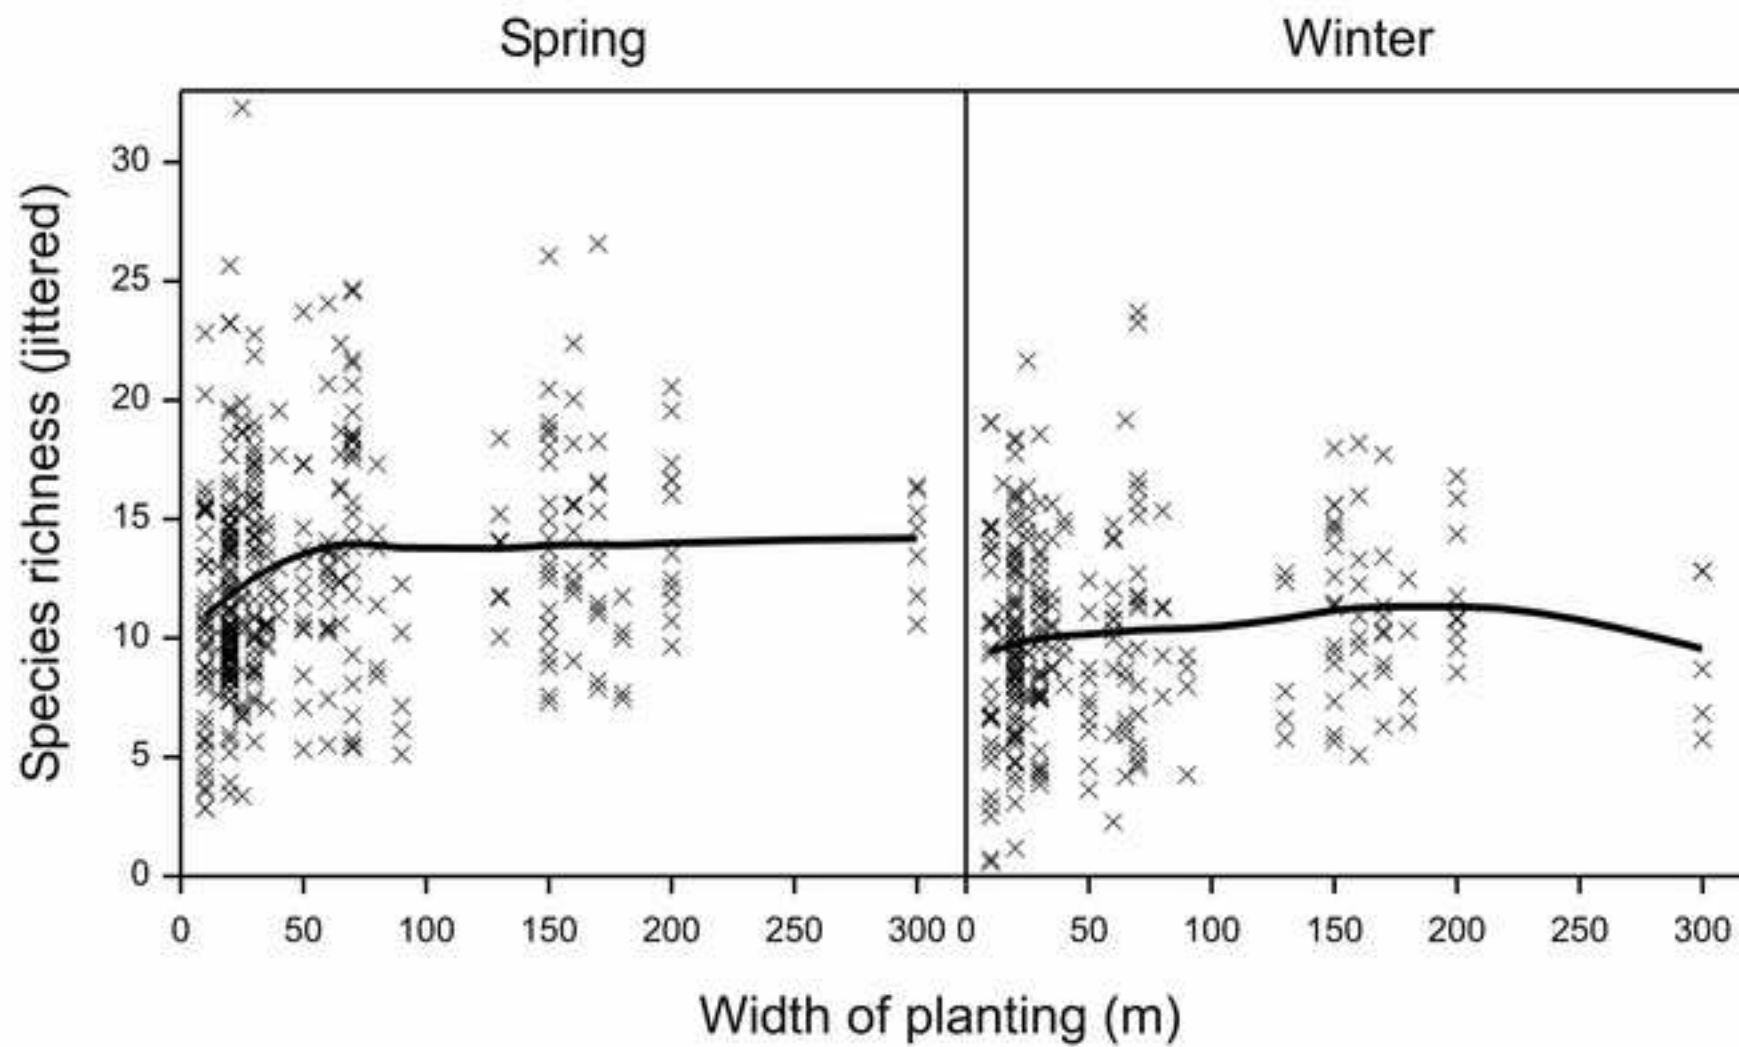 Spring Winter
Species richness (jittered)
30
25
20
15
10
5
0
0 50 100 150 200 250 300 0 50 100 150 200 250 300
Width of planting (m)